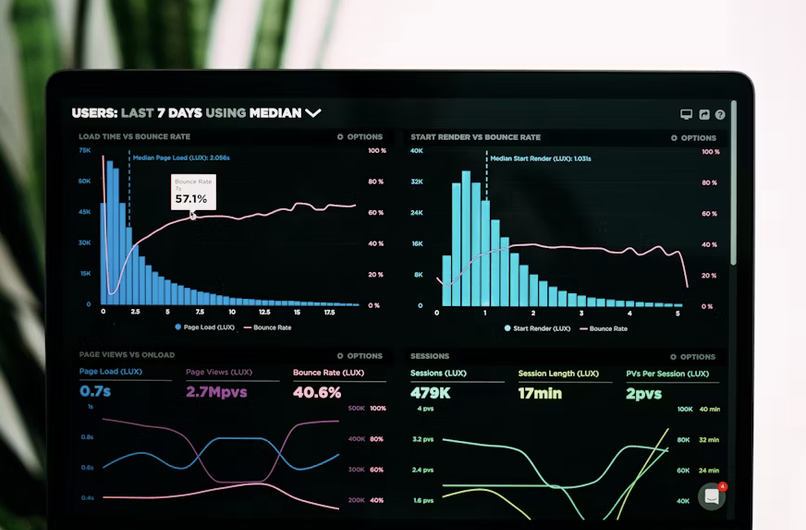 USERS: LAST 7 DAYS USING MEDIAN
LOAD TIME VS BOUNCE RATE
OPTIONS
75K
60K
45K
30K
15K
0
Median Page Load (LUX): 2.056s
Bounce Rate
7s
57.1%
100 %
80 %
60 %
40 %
20 %
0 %
0 2.5 5 7.5 10 12.5 15 17.5
Page Load (LUX) Bounce Rate
START RENDER VS BOUNCE RATE
OPTIONS
40K
32K
24K
16K
8K
0
Median Start Render (LUX): 1.031s
100 %
80 %
60 %
40 %
20 %
0 %
0 1 2 3 4 5
Start Render (LUX) Bounce Rate
PAGE VIEWS VS ONLOAD
OPTIONS
Page Load (LUX) Page Views (LUX) Bounce Rate (LUX)
0.7s 2.7Mpvs 40.6%
1s 500K 100%
0.8s 400K 80%
0.6s 300K 60%
0.4s 200K 40%
SESSIONS
OPTIONS
Sessions (LUX) Session Length (LUX) PVs Per Session (LUX)
479K 17min 2pvs
4 pvs 100K 40 min
3.2 pvs 80K 32 min
2.4 pvs 60K 24 min
1.6 pvs 40K
4